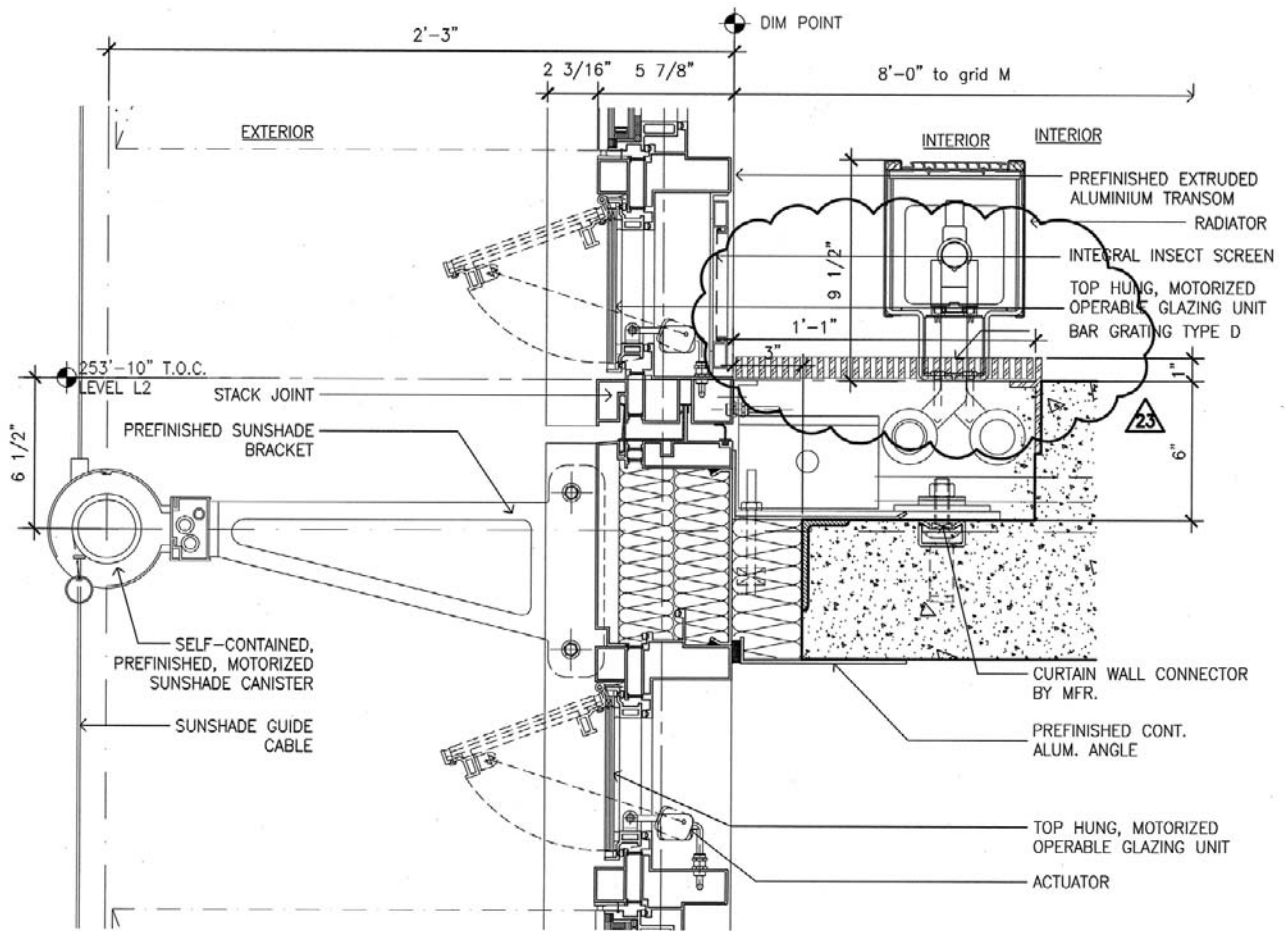 DIM POINT
2'-3"
2 3/16"
5 7/8"
8'-0" to grid M
EXTERIOR
INTERIOR
INTERIOR
PREFINISHED EXTRUDED
ALUMINIUM TRANSOM
RADIATOR
INTEGRAL INSECT SCREEN
9 1/2"
TOP HUNG, MOTORIZED
OPERABLE GLAZING UNIT
1'-1"
BAR GRATING TYPE D
3"
1"
253'-10" T.O.C.
LEVEL L2
STACK JOINT
23
PREFINISHED SUNSHADE
BRACKET
6 1/2"
6"
SELF-CONTAINED,
PREFINISHED, MOTORIZED
SUNSHADE CANISTER
CURTAIN WALL CONNECTOR
BY MFR.
SUNSHADE GUIDE
CABLE
PREFINISHED CONT.
ALUM. ANGLE
TOP HUNG, MOTORIZED
OPERABLE GLAZING UNIT
ACTUATOR